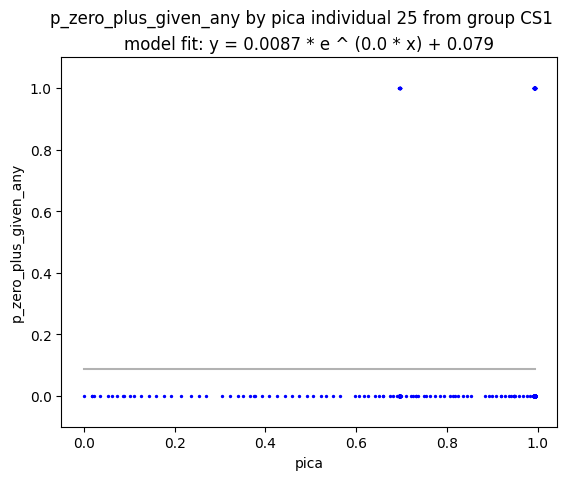 p_zero_plus_given_any by pica individual 25 from group CS1
model fit: y = 0.0087 * e ^ (0.0 * x) + 0.079
1.0
0.8
0.6
0.4
0.2
0.0
p_zero_plus_given_any
0.0 0.2 0.4 0.6 0.8 1.0
pica